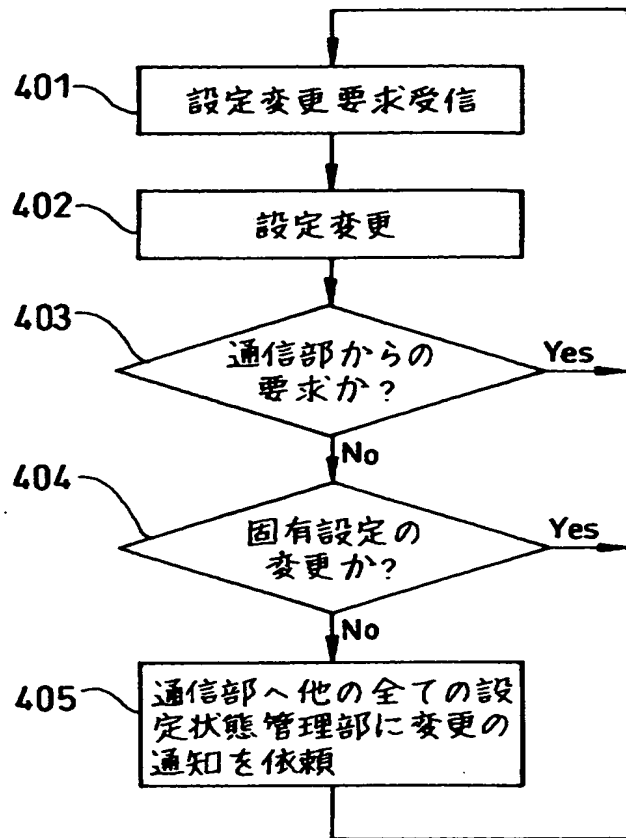 401
設定変更要求受信
402
設定変更
403
通信部からの
要求か?
Yes
No
404
固有設定の
変更か?
Yes
No
405
通信部へ他の全ての設
定状態管理部に変更の
通知を依頼